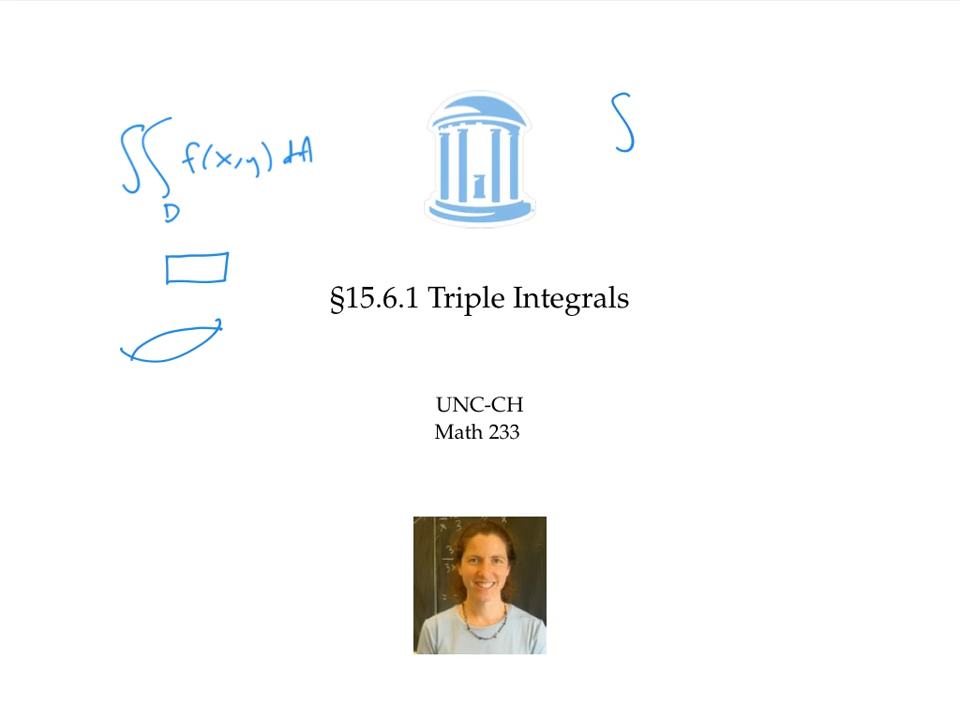 ∬ f(x,y) dA
D
∫
§15.6.1 Triple Integrals
UNC-CH
Math 233